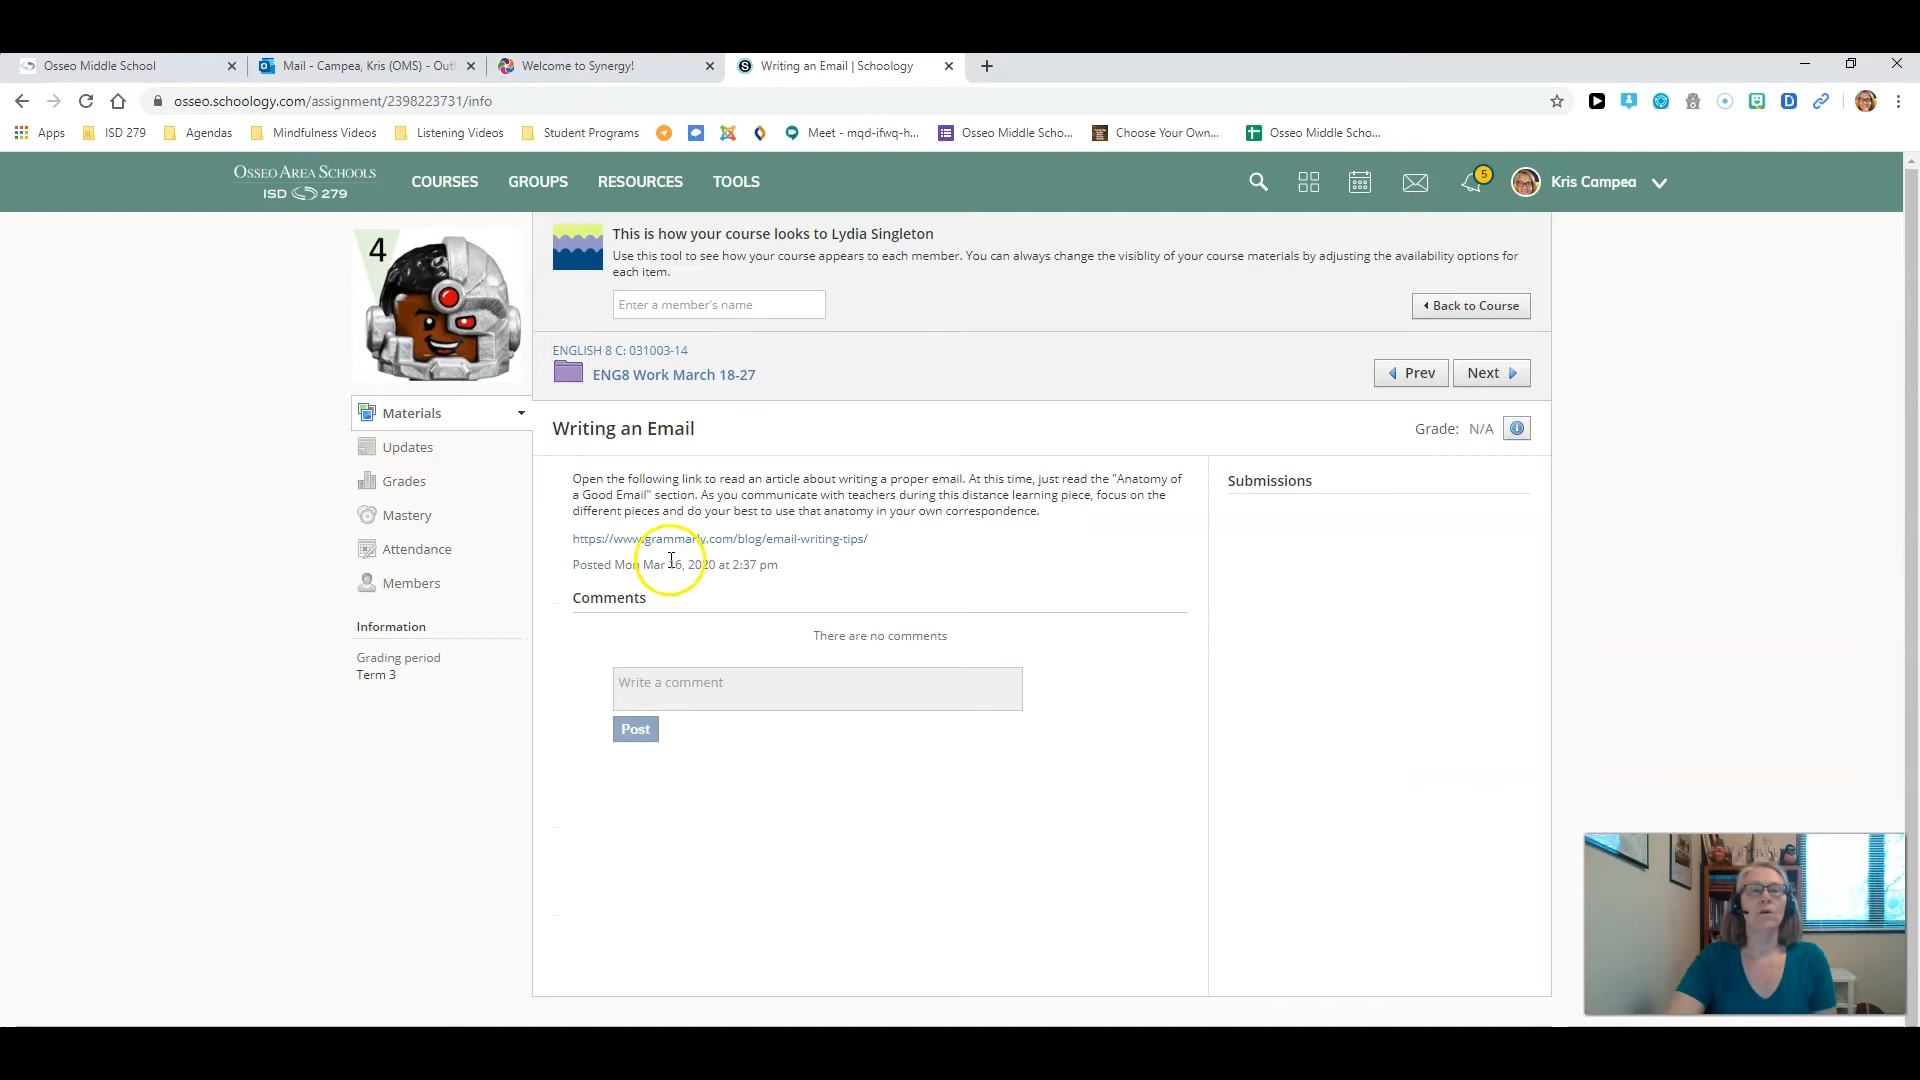 Osseo Middle School
Mail - Campea, Kris (OMS) - Outl
Welcome to Synergy!
Writing an Email | Schoology
osseo.schoology.com/assignment/2398223731/info
Apps
ISD 279
Agendas
Mindfulness Videos
Listening Videos
Student Programs
Meet - mqd-ifwq-h...
Osseo Middle Scho...
Choose Your Own...
Osseo Middle Scho...
OSSEO AREA SCHOOLS
ISD 279
COURSES
GROUPS
RESOURCES
TOOLS
5
Kris Campea
4
This is how your course looks to Lydia Singleton
Use this tool to see how your course appears to each member. You can always change the visiblity of your course materials by adjusting the availability options for
each item.
Enter a member's name
Back to Course
ENGLISH 8 C: 031003-14
ENG8 Work March 18-27
Prev
Next
Materials
Updates
Grades
Mastery
Attendance
Members
Information
Grading period
Term 3
Writing an Email
Grade: N/A
Open the following link to read an article about writing a proper email. At this time, just read the "Anatomy of
a Good Email" section. As you communicate with teachers during this distance learning piece, focus on the
different pieces and do your best to use that anatomy in your own correspondence.
https://www.grammarly.com/blog/email-writing-tips/
Posted Mon Mar 16, 2020 at 2:37 pm
Comments
There are no comments
Write a comment
Post
Submissions